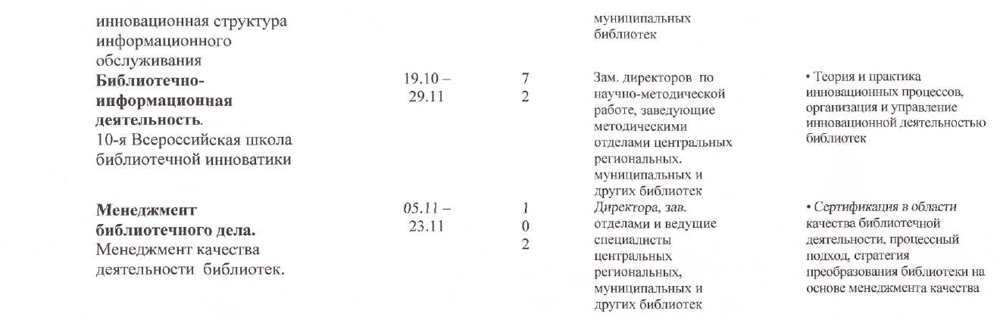 инновационная структура
информационного
обслуживания
муниципальных
библиотек
Библиотечно-
информационная
деятельность.
10-я Всероссийская школа
библиотечной инноватики
19.10 –
29.11
7
2
Зам. директоров по
научно-методической
работе, заведующие
методическими
отделами центральных
региональных.
муниципальных и
других библиотек
• Теория и практика
инновационных процессов,
организация и управление
инновационной деятельностью
библиотек
Менеджмент
библиотечного дела.
Менеджмент качества
деятельности библиотек.
05.11 –
23.11
1
0
2
Директора, зав.
отделами и ведущие
специалисты
центральных
региональных,
муниципальных и
других библиотек
• Сертификация в области
качества библиотечной
деятельности, процессный
подход, стратегия
преобразования библиотеки на
основе менеджмента качества